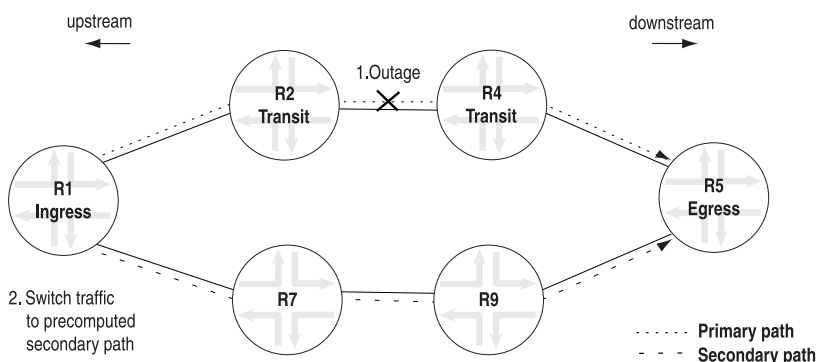 upstream
downstream
1.Outage
R2
Transit
R4
Transit
R1
Ingress
R5
Egress
R7
R9
2. Switch traffic
to precomputed
secondary path
Primary path
Secondary path